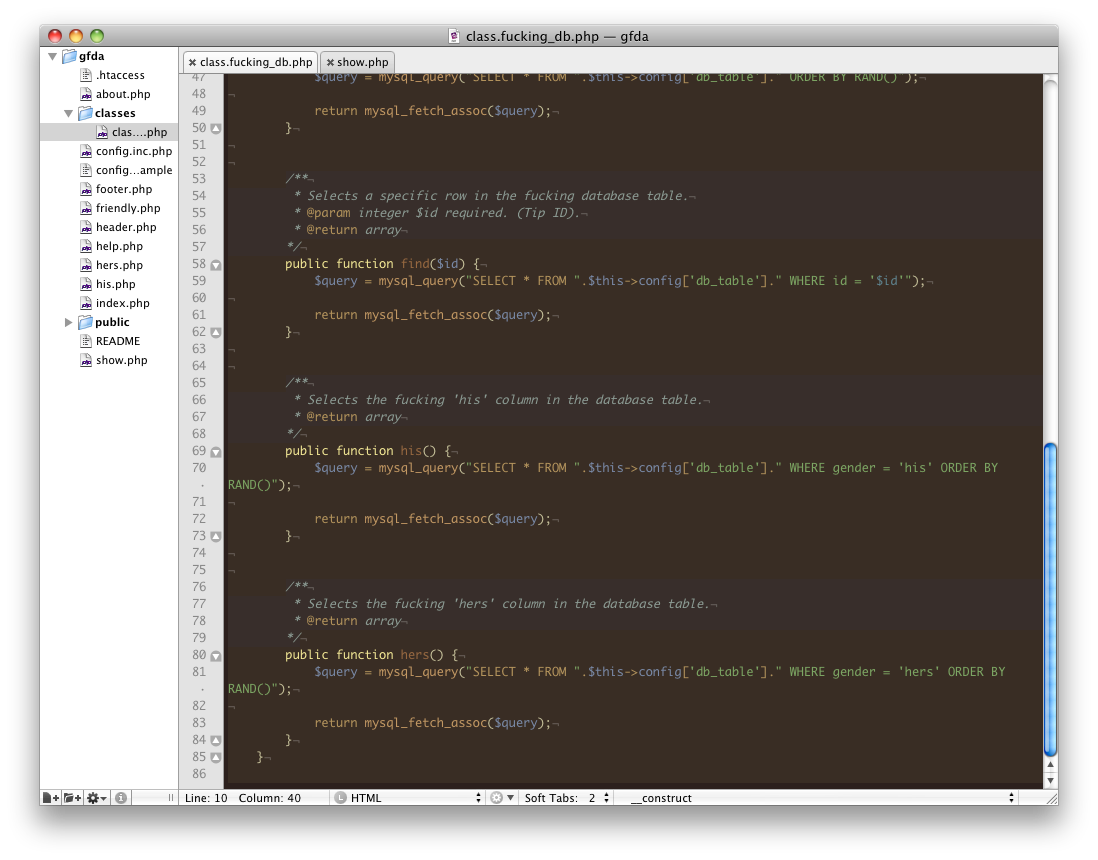 class.fucking_db.php — gfda
gfda
.htaccess
about.php
classes
clas....php
config.inc.php
config...ample
footer.php
friendly.php
header.php
help.php
hers.php
his.php
index.php
public
README
show.php
class.fucking_db.php
show.php
47 $query = mysql_query("SELECT * FROM ".$this->config['db_table']." ORDER BY RAND()");¬
48 ¬
49 return mysql_fetch_assoc($query);¬
50 }¬
51 ¬
52 ¬
53 /**¬
54 * Selects a specific row in the fucking database table.¬
55 * @param integer $id required. (Tip ID).¬
56 * @return array¬
57 */¬
58 public function find($id) {¬
59 $query = mysql_query("SELECT * FROM ".$this->config['db_table']." WHERE id = '$id'");¬
60 ¬
61 return mysql_fetch_assoc($query);¬
62 }¬
63 ¬
64 ¬
65 /**¬
66 * Selects the fucking 'his' column in the database table.¬
67 * @return array¬
68 */¬
69 public function his() {¬
70 $query = mysql_query("SELECT * FROM ".$this->config['db_table']." WHERE gender = 'his' ORDER BY
· RAND()");¬
71 ¬
72 return mysql_fetch_assoc($query);¬
73 }¬
74 ¬
75 ¬
76 /**¬
77 * Selects the fucking 'hers' column in the database table.¬
78 * @return array¬
79 */¬
80 public function hers() {¬
81 $query = mysql_query("SELECT * FROM ".$this->config['db_table']." WHERE gender = 'hers' ORDER BY
· RAND()");¬
82 ¬
83 return mysql_fetch_assoc($query);¬
84 }¬
85 }¬
86
Line: 10 Column: 40
L HTML
Soft Tabs: 2
__construct